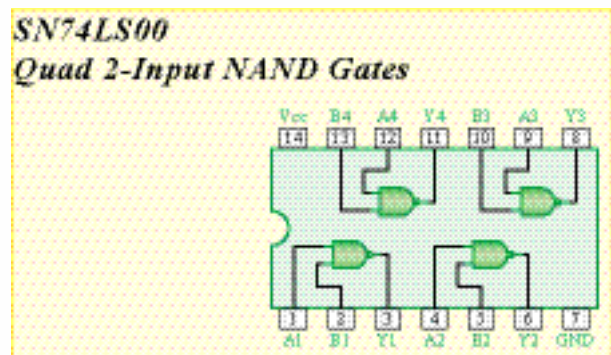 SN74LS00
Quad 2-Input NAND Gates
Vcc B4 A4 Y4 B3 A3 Y3
14 13 12 11 10 9 8
1 2 3 4 5 6 7
A1 B1 Y1 A2 B2 Y2 GND